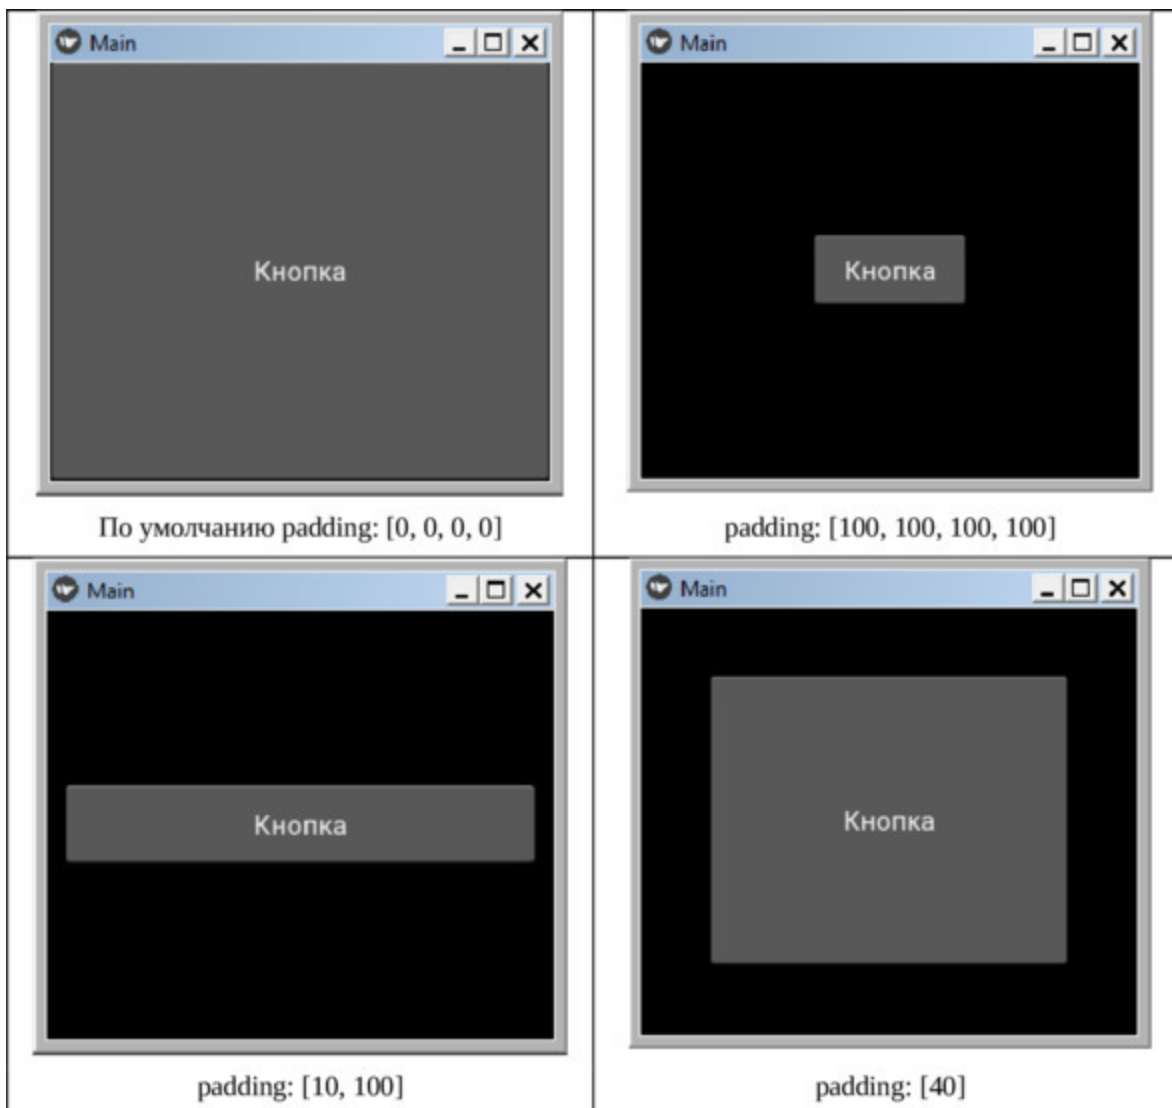 Main
Кнопка
По умолчанию padding: [0, 0, 0, 0]
Main
Кнопка
padding: [100, 100, 100, 100]
Main
Кнопка
padding: [10, 100]
Main
Кнопка
padding: [40]